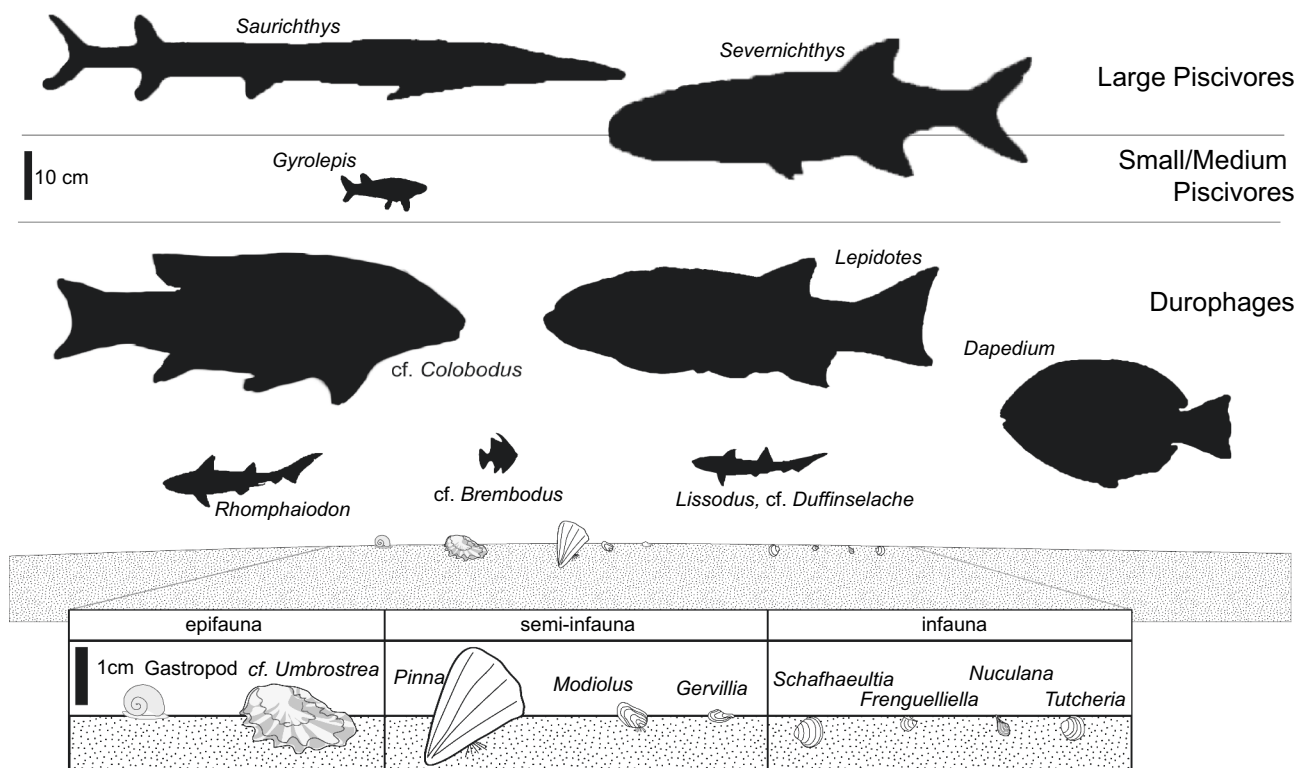 Saurichthys
Severnichthys
Large Piscivores
Gyrolepis
10 cm
Small/Medium
Piscivores
Lepidotes
Durophages
Dapedium
cf. Colobodus
cf. Brembodus
Rhomphaiodon
Lissodus, cf. Duffinselache
epifauna
semi-infauna
infauna
1cm
Gastropod
cf. Umbrostrea
Pinna
Modiolus
Gervillia
Schafhaeultia
Frenguelliella
Nuculana
Tutcheria